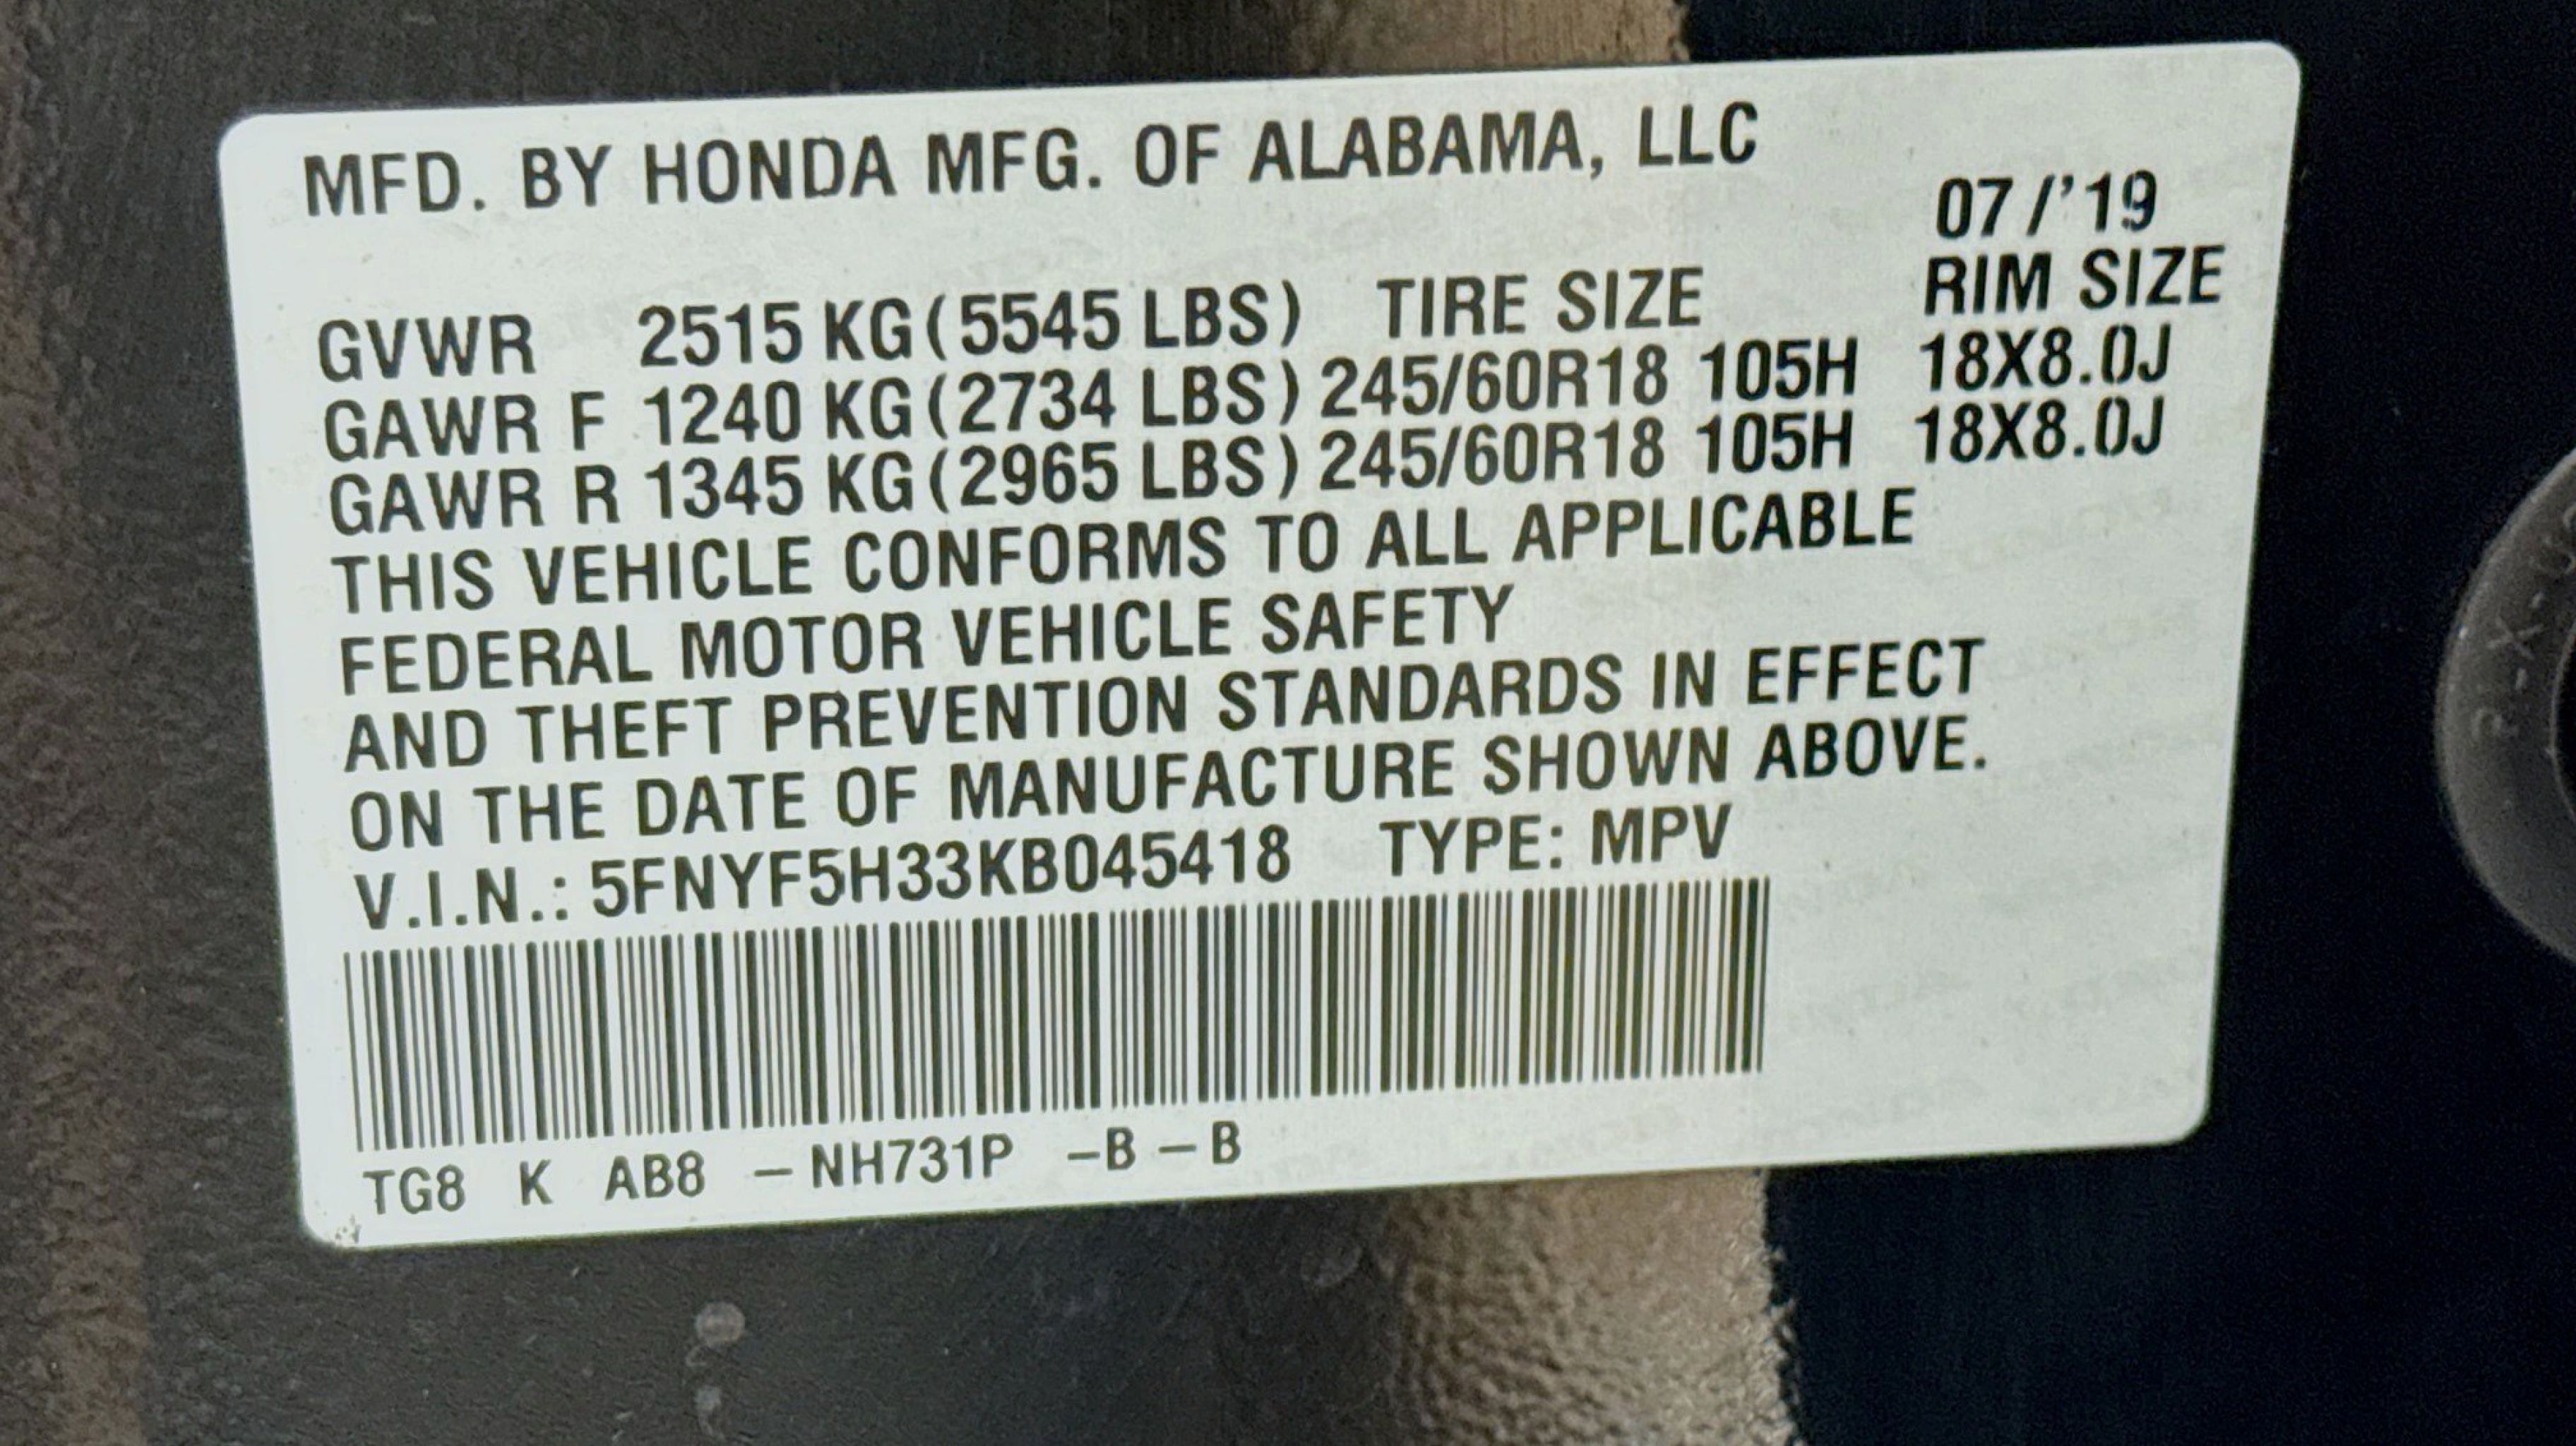 MFD. BY HONDA MFG. OF ALABAMA, LLC
07/'19
GVWR 2515 KG (5545 LBS) TIRE SIZE RIM SIZE
GAWR F 1240 KG (2734 LBS) 245/60R18 105H 18X8.0J
GAWR R 1345 KG (2965 LBS) 245/60R18 105H 18X8.0J
THIS VEHICLE CONFORMS TO ALL APPLICABLE
FEDERAL MOTOR VEHICLE SAFETY
AND THEFT PREVENTION STANDARDS IN EFFECT
ON THE DATE OF MANUFACTURE SHOWN ABOVE.
V.I.N.: 5FNYF5H33KB045418 TYPE: MPV
TG8 K AB8 – NH731P –B – B